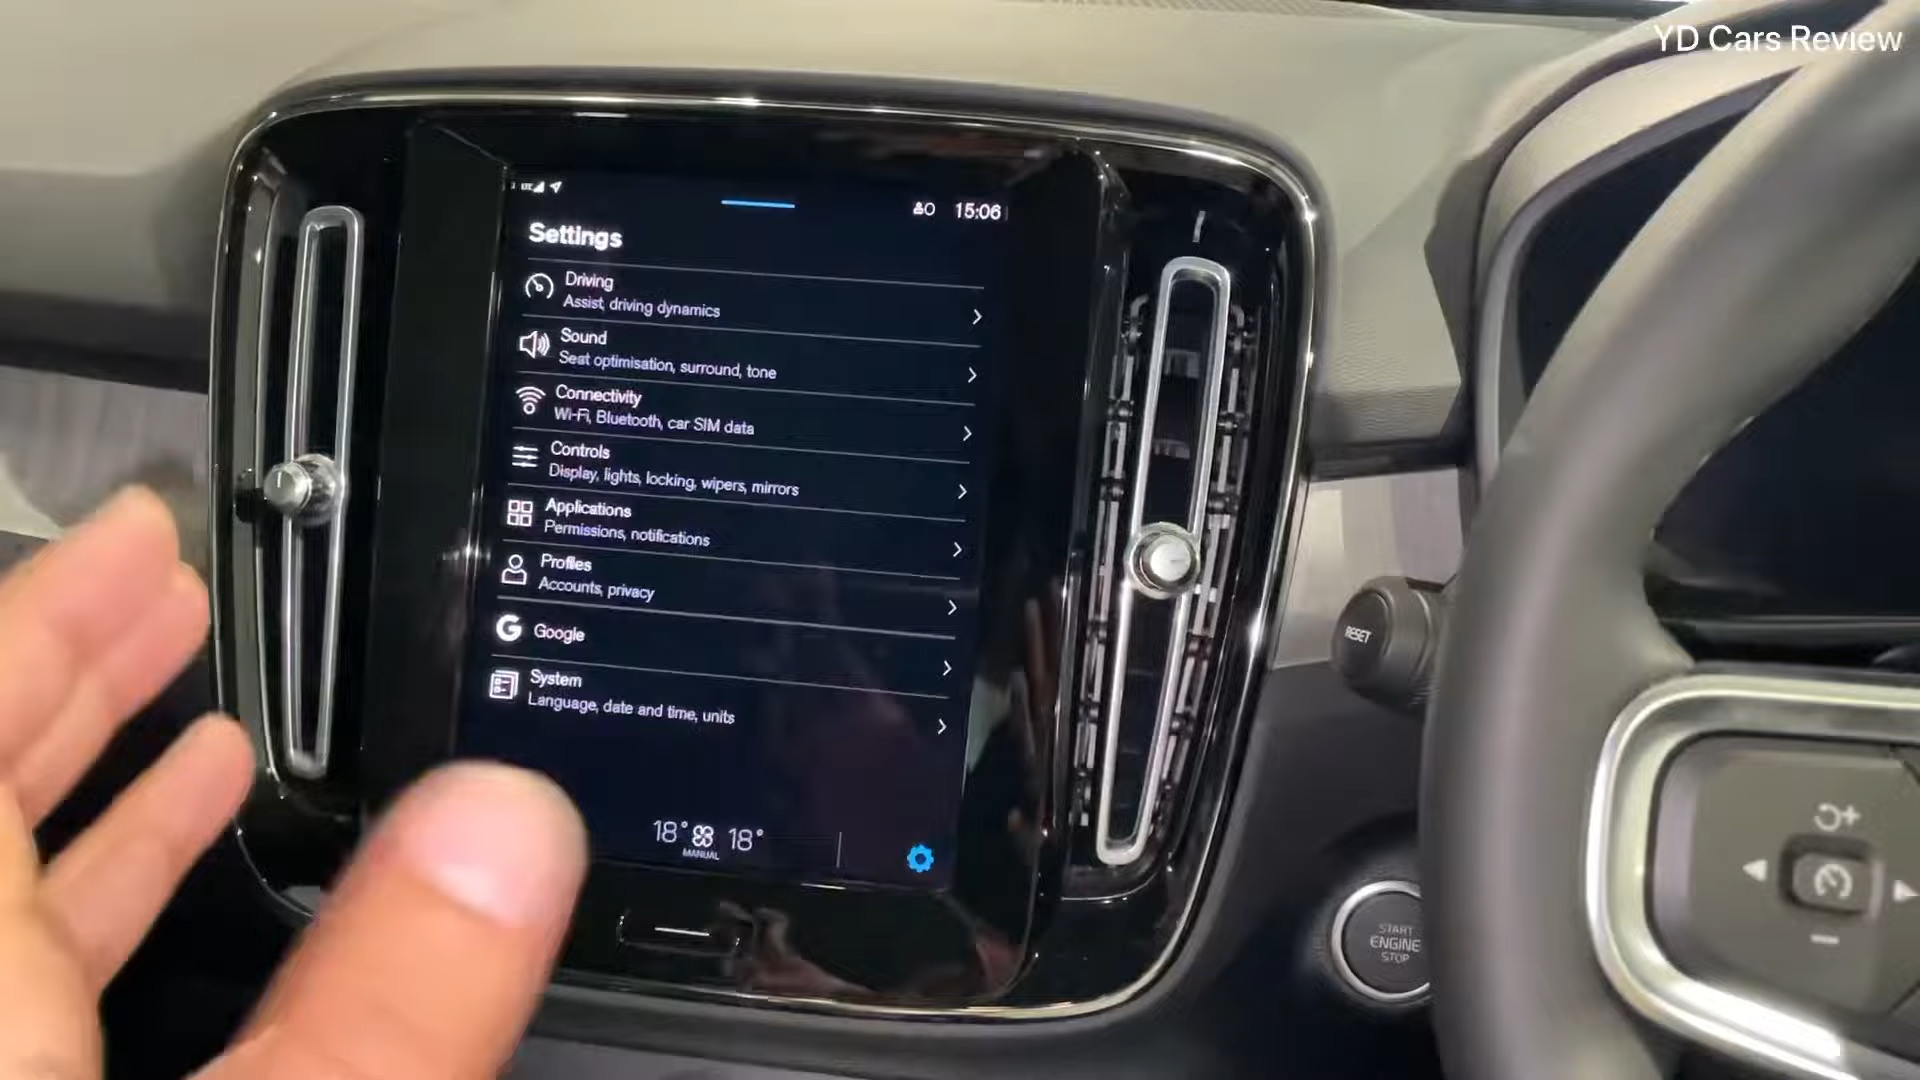 YD Cars Review
LTE
15:06
Settings
Driving
Assist, driving dynamics
Sound
Seat optimisation, surround, tone
Connectivity
Wi-Fi, Bluetooth, car SIM data
Controls
Display, lights, locking, wipers, mirrors
Applications
Permissions, notifications
Profiles
Accounts, privacy
Google
System
Language, date and time, units
18° 18°
MANUAL
RESET
START
ENGINE
STOP